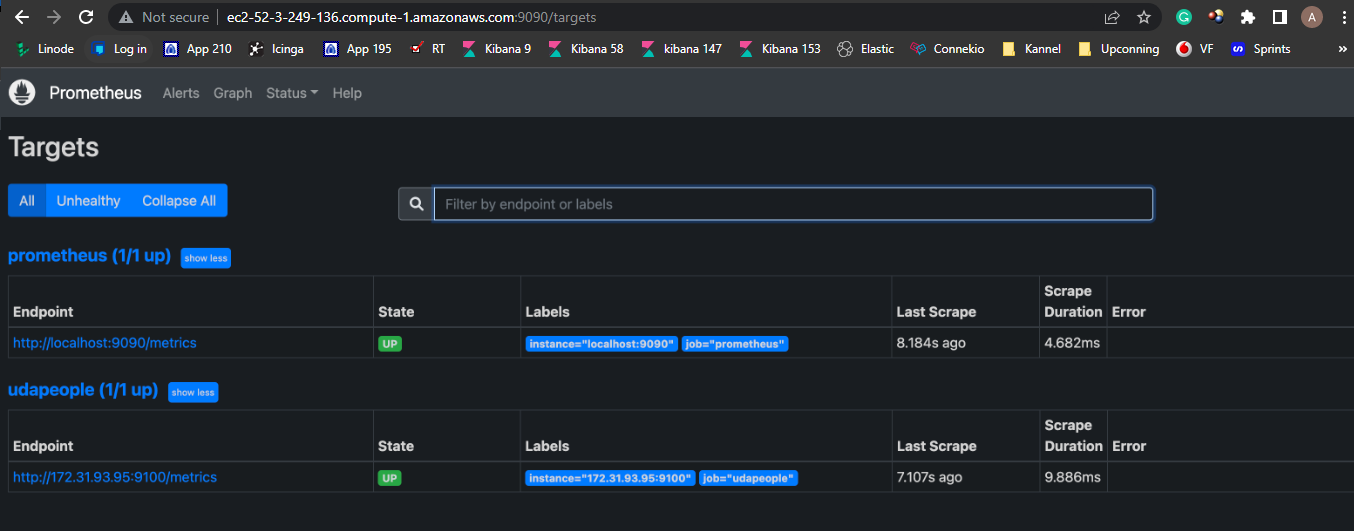 Not secure ec2-52-3-249-136.compute-1.amazonaws.com:9090/targets A
Linode Log in App 210 Icinga App 195 RT Kibana 9 Kibana 58 kibana 147 Kibana 153 Elastic Connekio Kannel Upconning VF Sprints »
Prometheus Alerts Graph Status Help
Targets
All Unhealthy Collapse All Filter by endpoint or labels
prometheus (1/1 up) show less
Endpoint State Labels Last Scrape Scrape Duration Error
http://localhost:9090/metrics UP instance="localhost:9090" job="prometheus" 8.184s ago 4.682ms
udapeople (1/1 up) show less
Endpoint State Labels Last Scrape Scrape Duration Error
http://172.31.93.95:9100/metrics UP instance="172.31.93.95:9100" job="udapeople" 7.107s ago 9.886ms